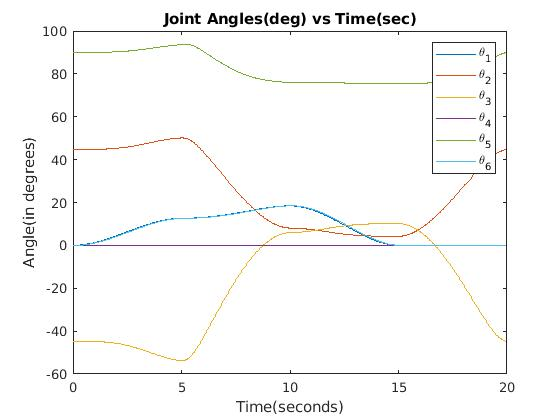 Joint Angles(deg) vs Time(sec)
Angle(in degrees)
100
80
60
40
20
0
-20
-40
-60
0 5 10 15 20
Time(seconds)
θ1
θ2
θ3
θ4
θ5
θ6